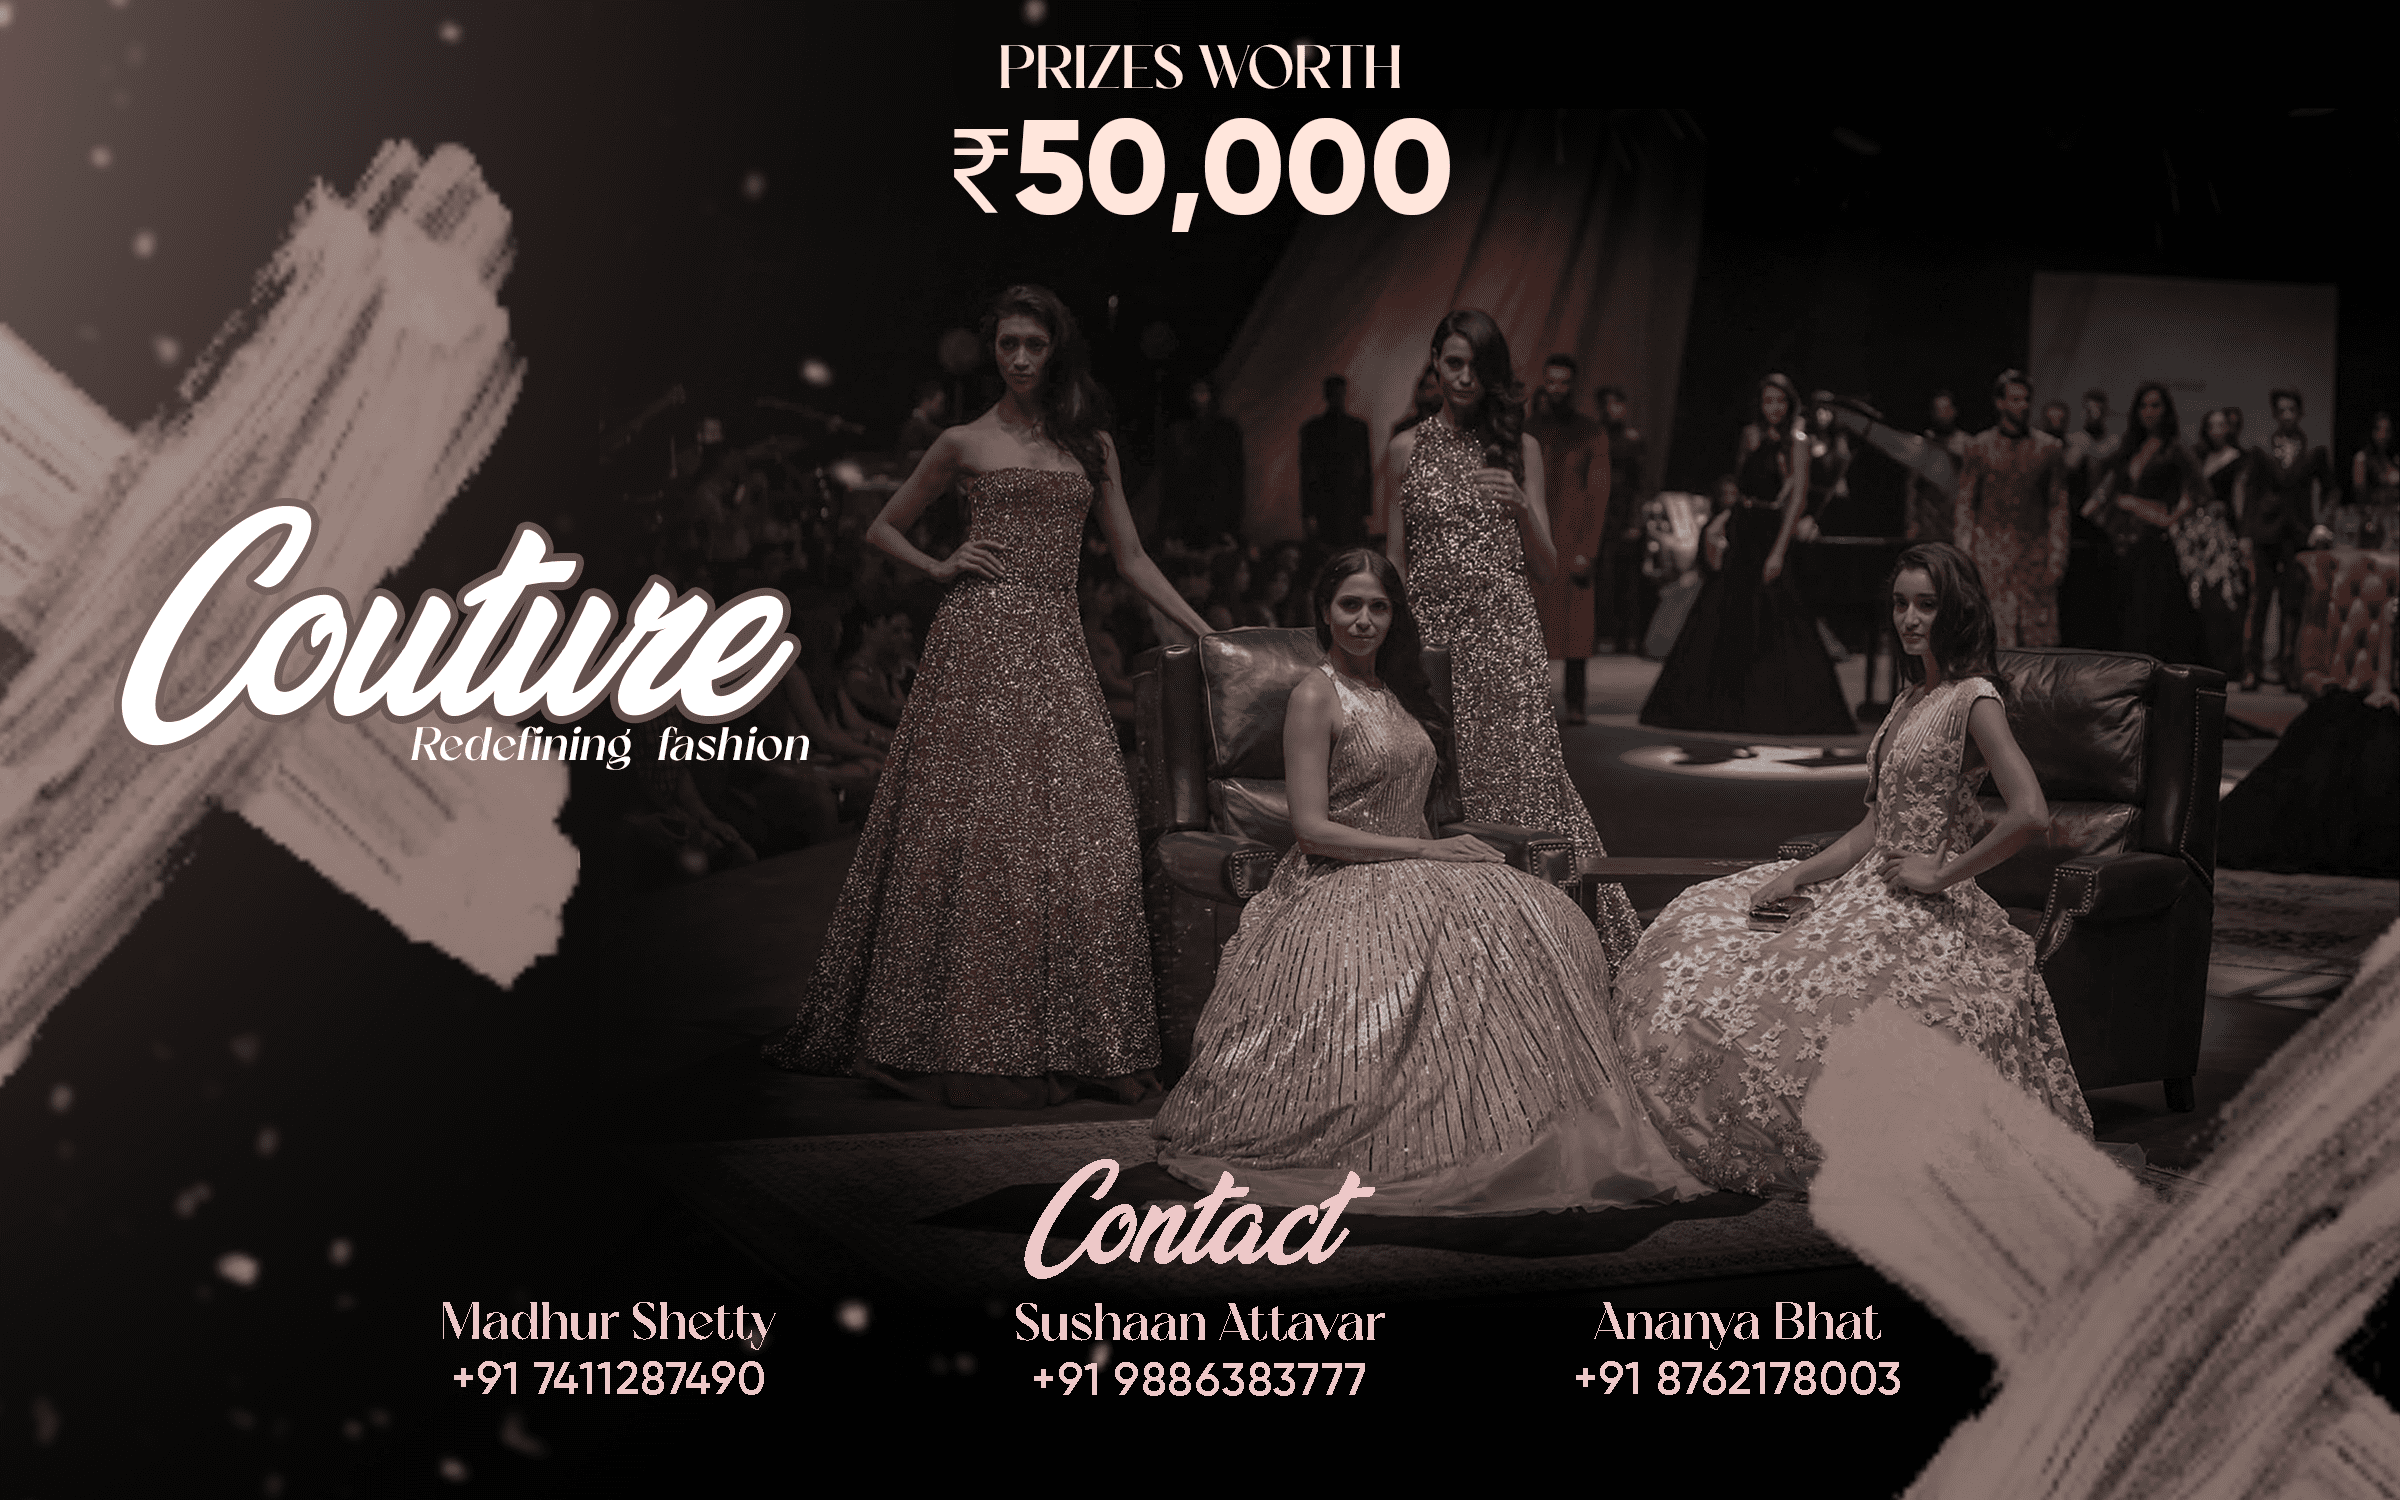 PRIZES WORTH
₹50,000
Couture
Redefining fashion
Contact
Madhur Shetty
+91 7411287490
Sushaan Attavar
+91 9886383777
Ananya Bhat
+91 8762178003